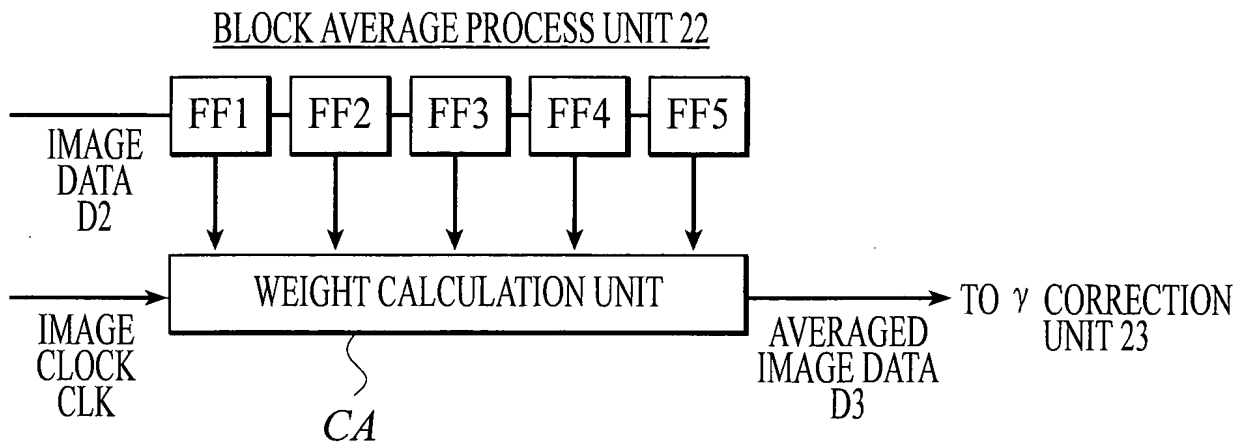 BLOCK AVERAGE PROCESS UNIT 22
FF1 FF2 FF3 FF4 FF5
IMAGE
DATA
D2
WEIGHT CALCULATION UNIT
IMAGE
CLOCK
CLK
CA
AVERAGED
IMAGE DATA
D3
TO γ CORRECTION
UNIT 23